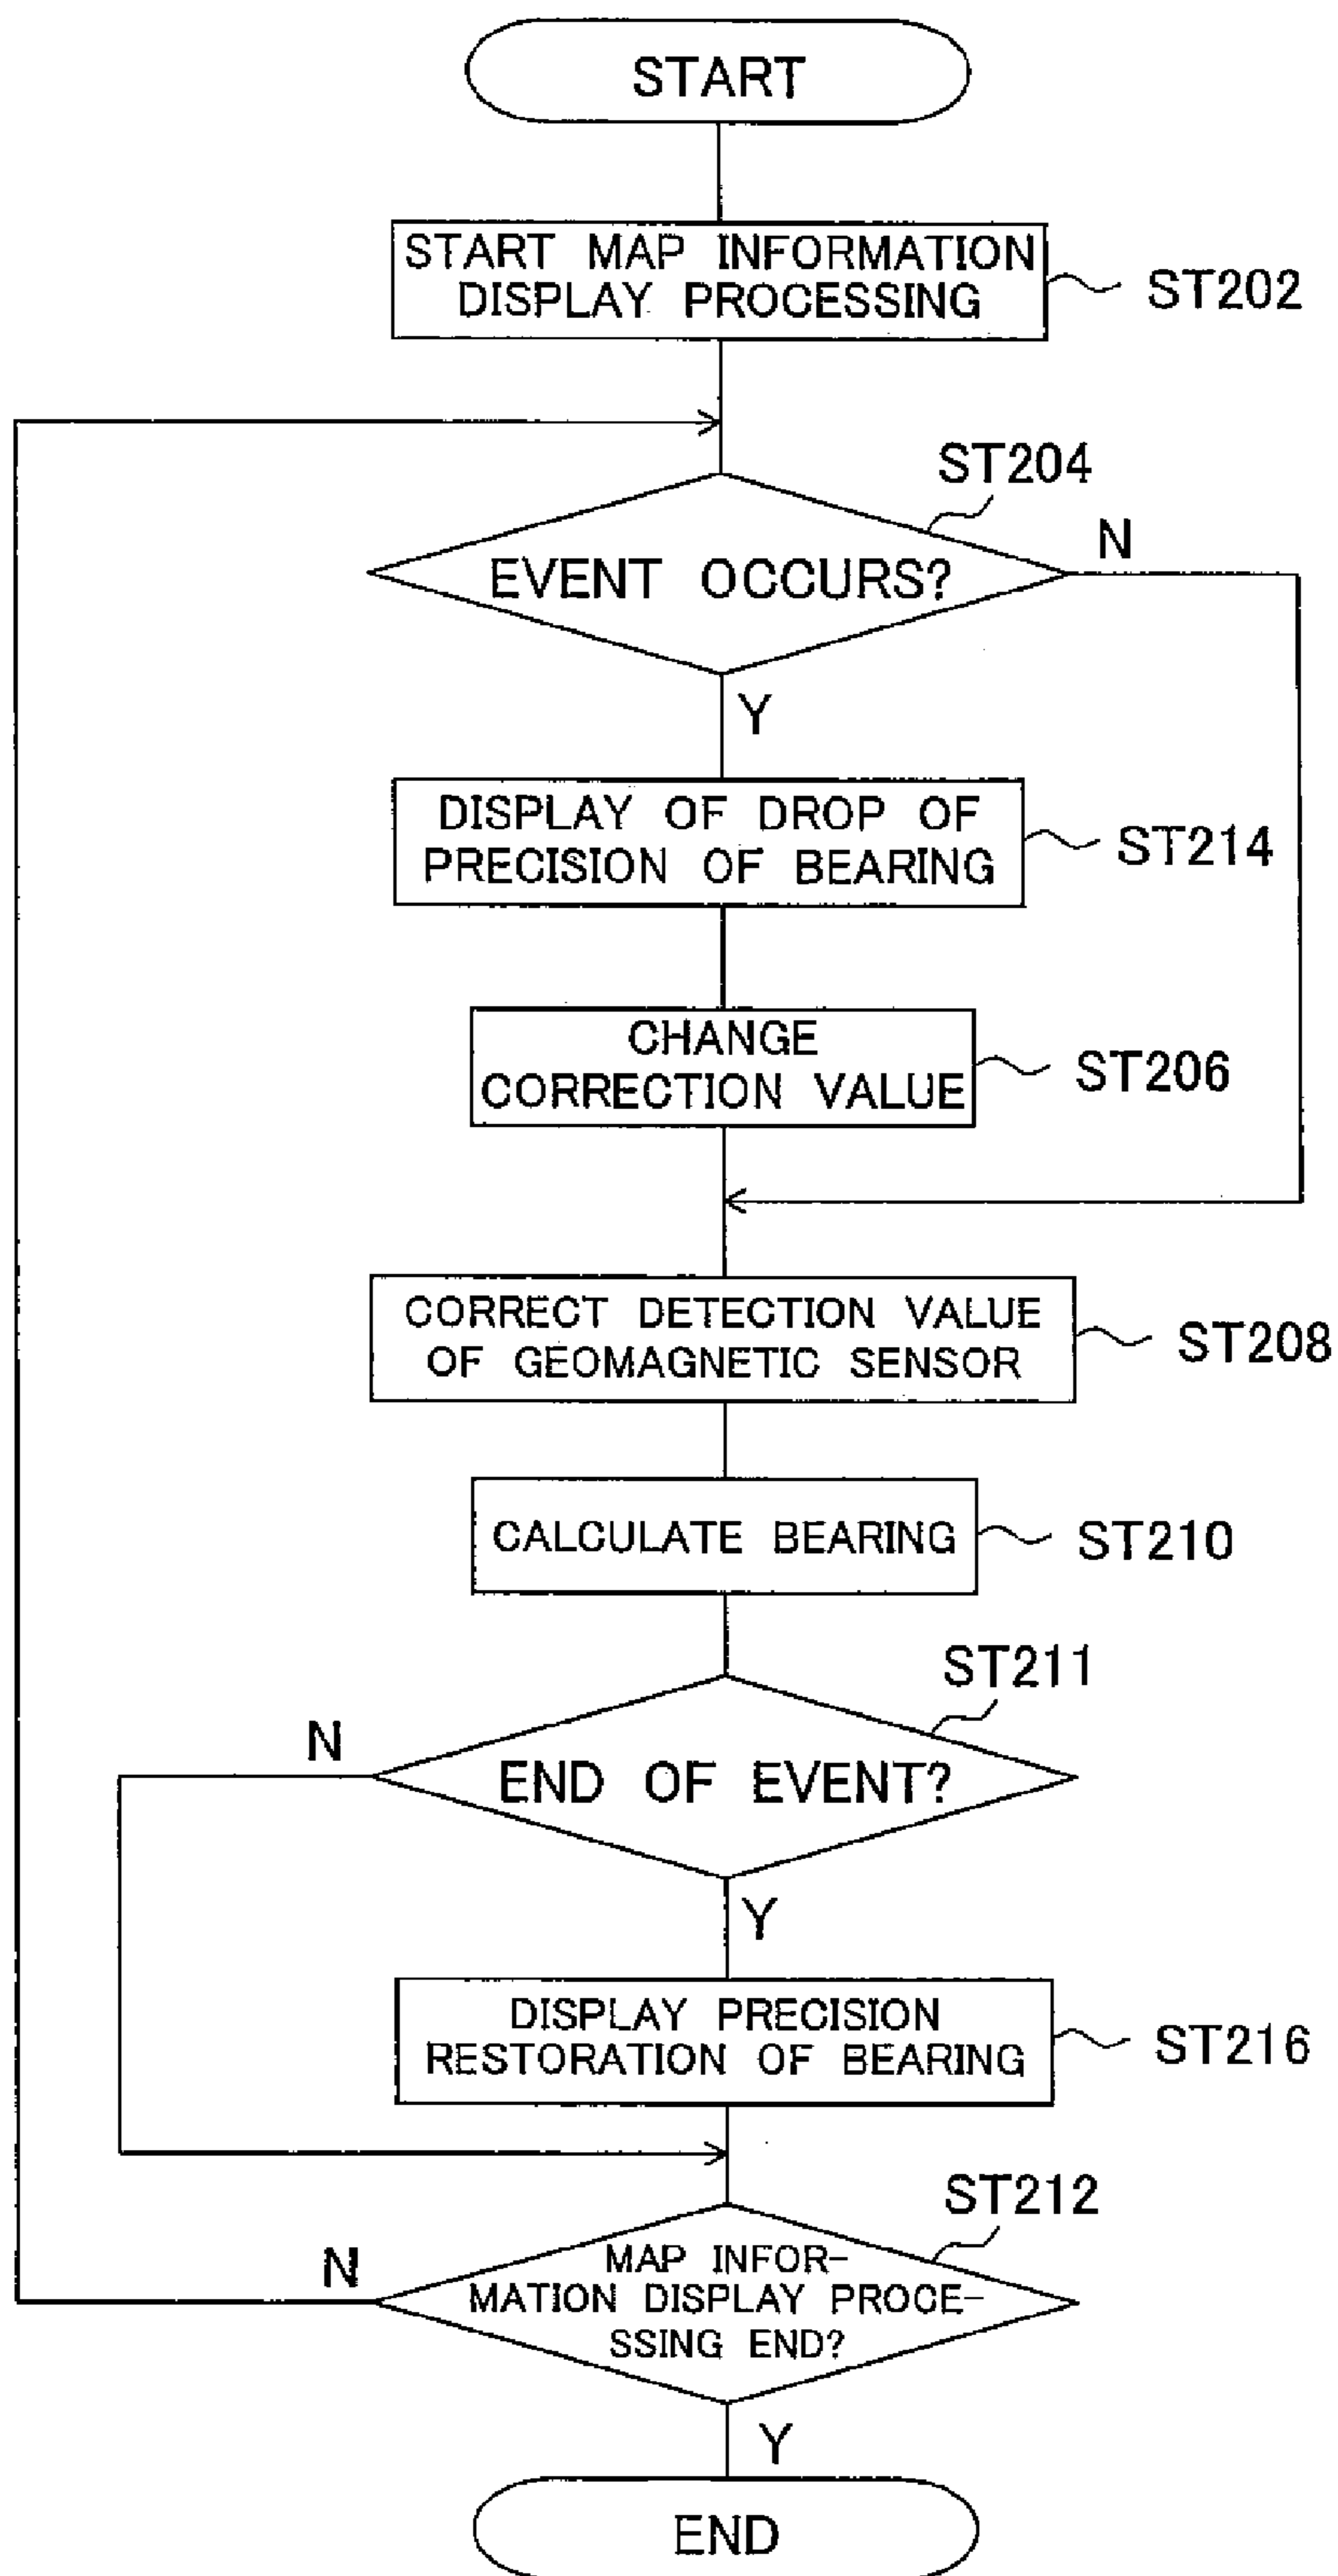 START
START MAP INFORMATION
DISPLAY PROCESSING
ST202
ST204
EVENT OCCURS?
N
Y
DISPLAY OF DROP OF
PRECISION OF BEARING
ST214
CHANGE
CORRECTION VALUE
ST206
CORRECT DETECTION VALUE
OF GEOMAGNETIC SENSOR
ST208
CALCULATE BEARING
ST210
ST211
N
END OF EVENT?
Y
DISPLAY PRECISION
RESTORATION OF BEARING
ST216
ST212
N
MAP INFOR-
MATION DISPLAY PROCE-
SSING END?
Y
END